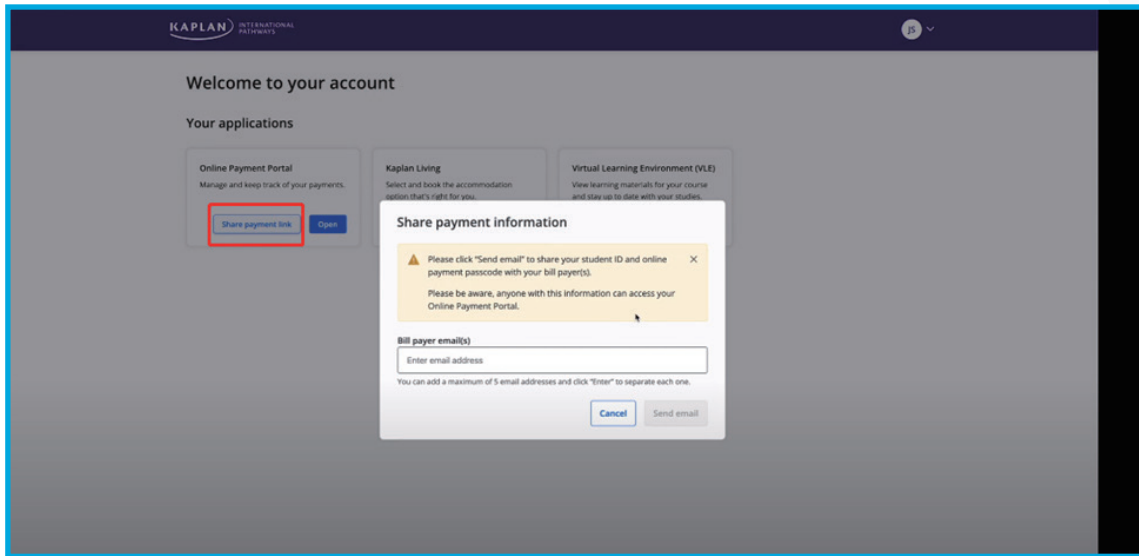 KAPLAN
INTERNATIONAL
PATHWAYS
JS
Welcome to your account
Your applications
Online Payment Portal
Manage and keep track of your payments.
Share payment link
Open
Kaplan Living
Select and book the accommodation
option that's right for you.
Virtual Learning Environment (VLE)
View learning materials for your course
and stay up to date with your studies.
Share payment information
Please click "Send email" to share your student ID and online
payment passcode with your bill payer(s).
Please be aware, anyone with this information can access your
Online Payment Portal.
Bill payer email(s)
Enter email address
You can add a maximum of 5 email addresses and click "Enter" to separate each one.
Cancel
Send email